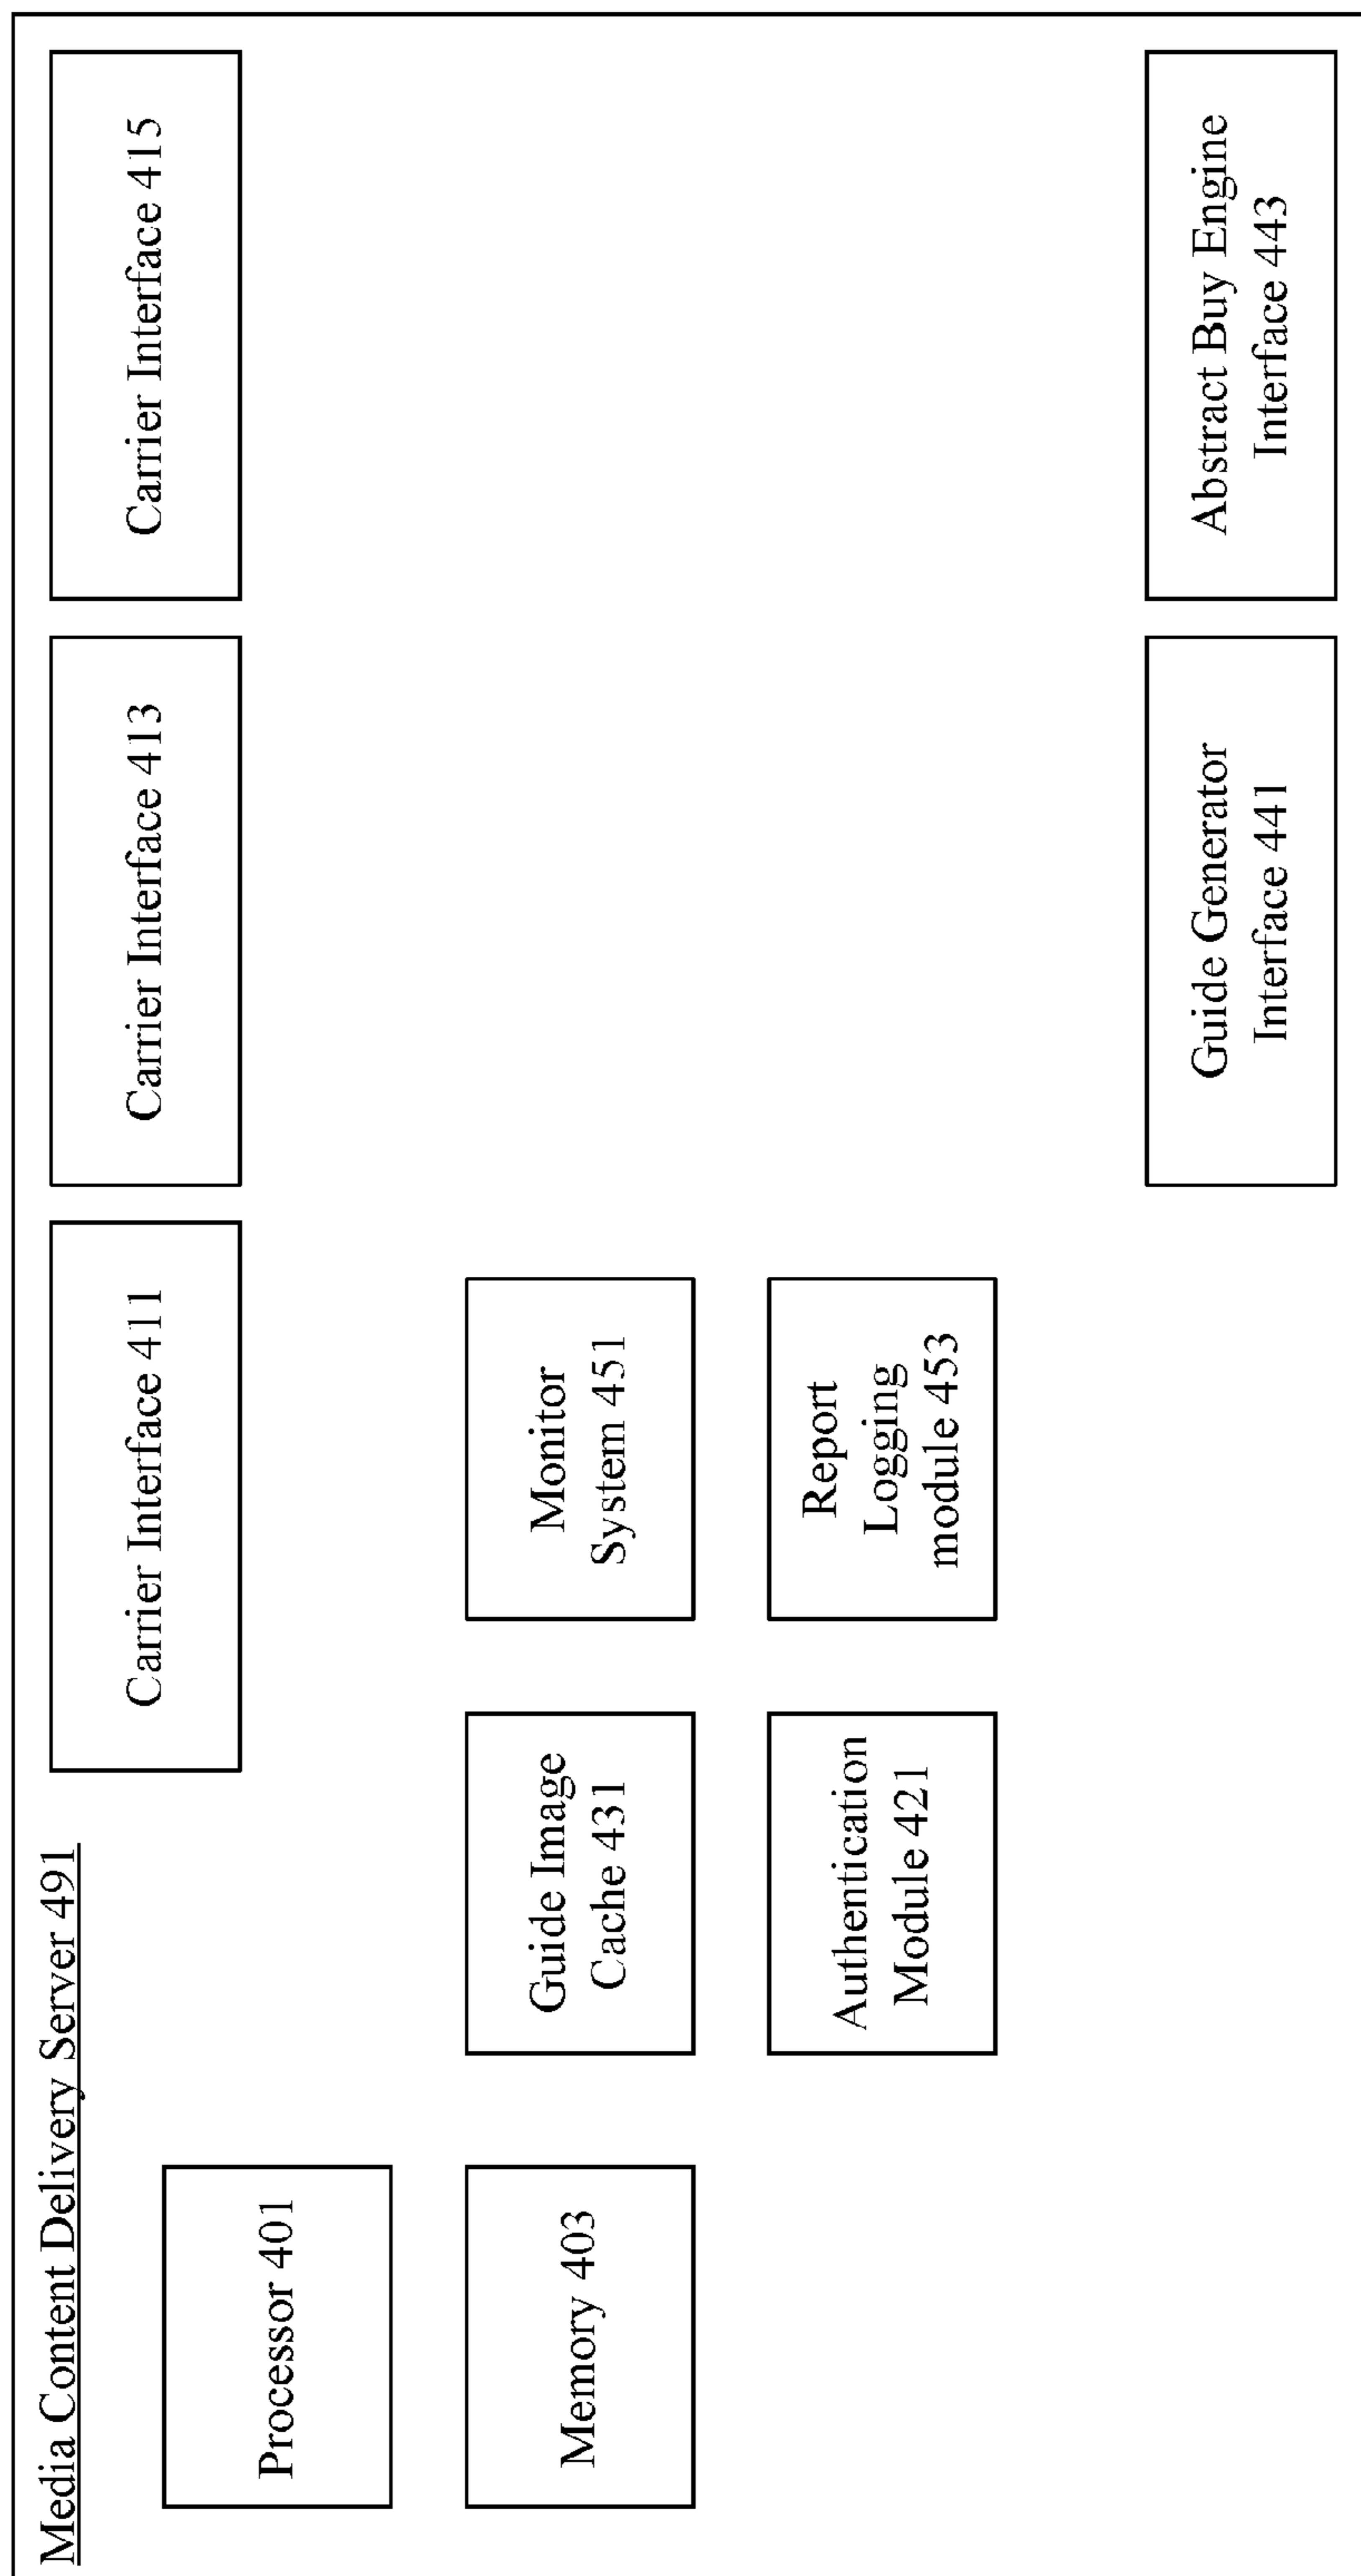 Media Content Delivery Server 491
Carrier Interface 411
Carrier Interface 413
Carrier Interface 415
Processor 401
Memory 403
Guide Image
Cache 431
Monitor
System 451
Authentication
Module 421
Report
Logging
module 453
Guide Generator
Interface 441
Abstract Buy Engine
Interface 443